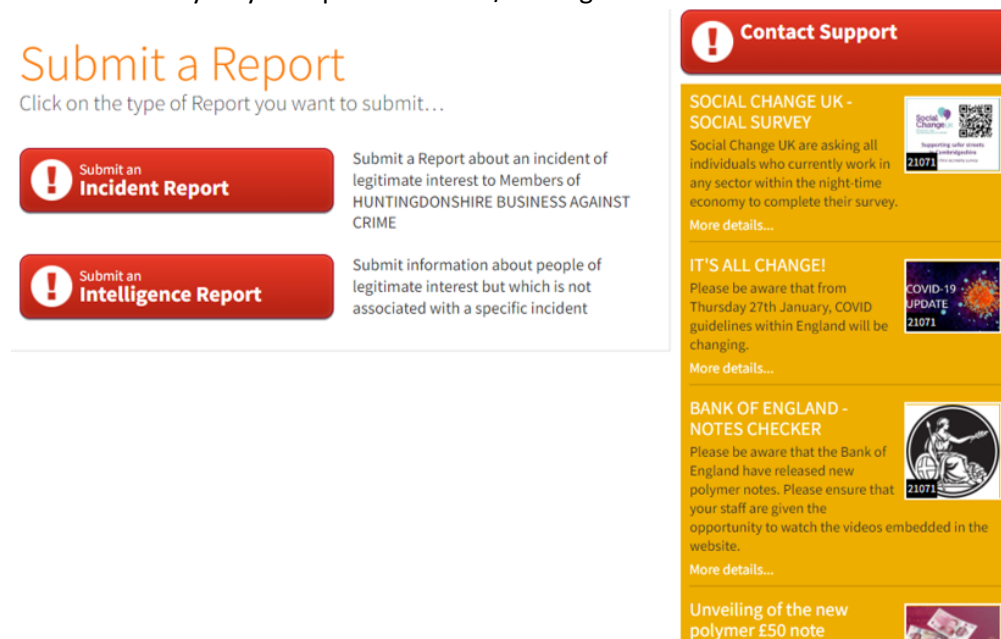 Submit a Report
Click on the type of Report you want to submit...
Submit an
Incident Report
Submit a Report about an incident of
legitimate interest to Members of
HUNTINGDONSHIRE BUSINESS AGAINST
CRIME
Submit an
Intelligence Report
Submit information about people of
legitimate interest but which is not
associated with a specific incident
Contact Support
SOCIAL CHANGE UK -
SOCIAL SURVEY
Social Change UK are asking all
individuals who currently work in
any sector within the night-time
economy to complete their survey.
More details...
Social
Change
Supporting safer streets
in Cambridgeshire
21071
IT'S ALL CHANGE!
Please be aware that from
Thursday 27th January, COVID
guidelines within England will be
changing.
More details...
COVID-19
UPDATE
21071
BANK OF ENGLAND -
NOTES CHECKER
Please be aware that the Bank of
England have released new
polymer notes. Please ensure that
your staff are given the
opportunity to watch the videos embedded in the
website.
More details...
21071
Unveiling of the new
polymer £50 note